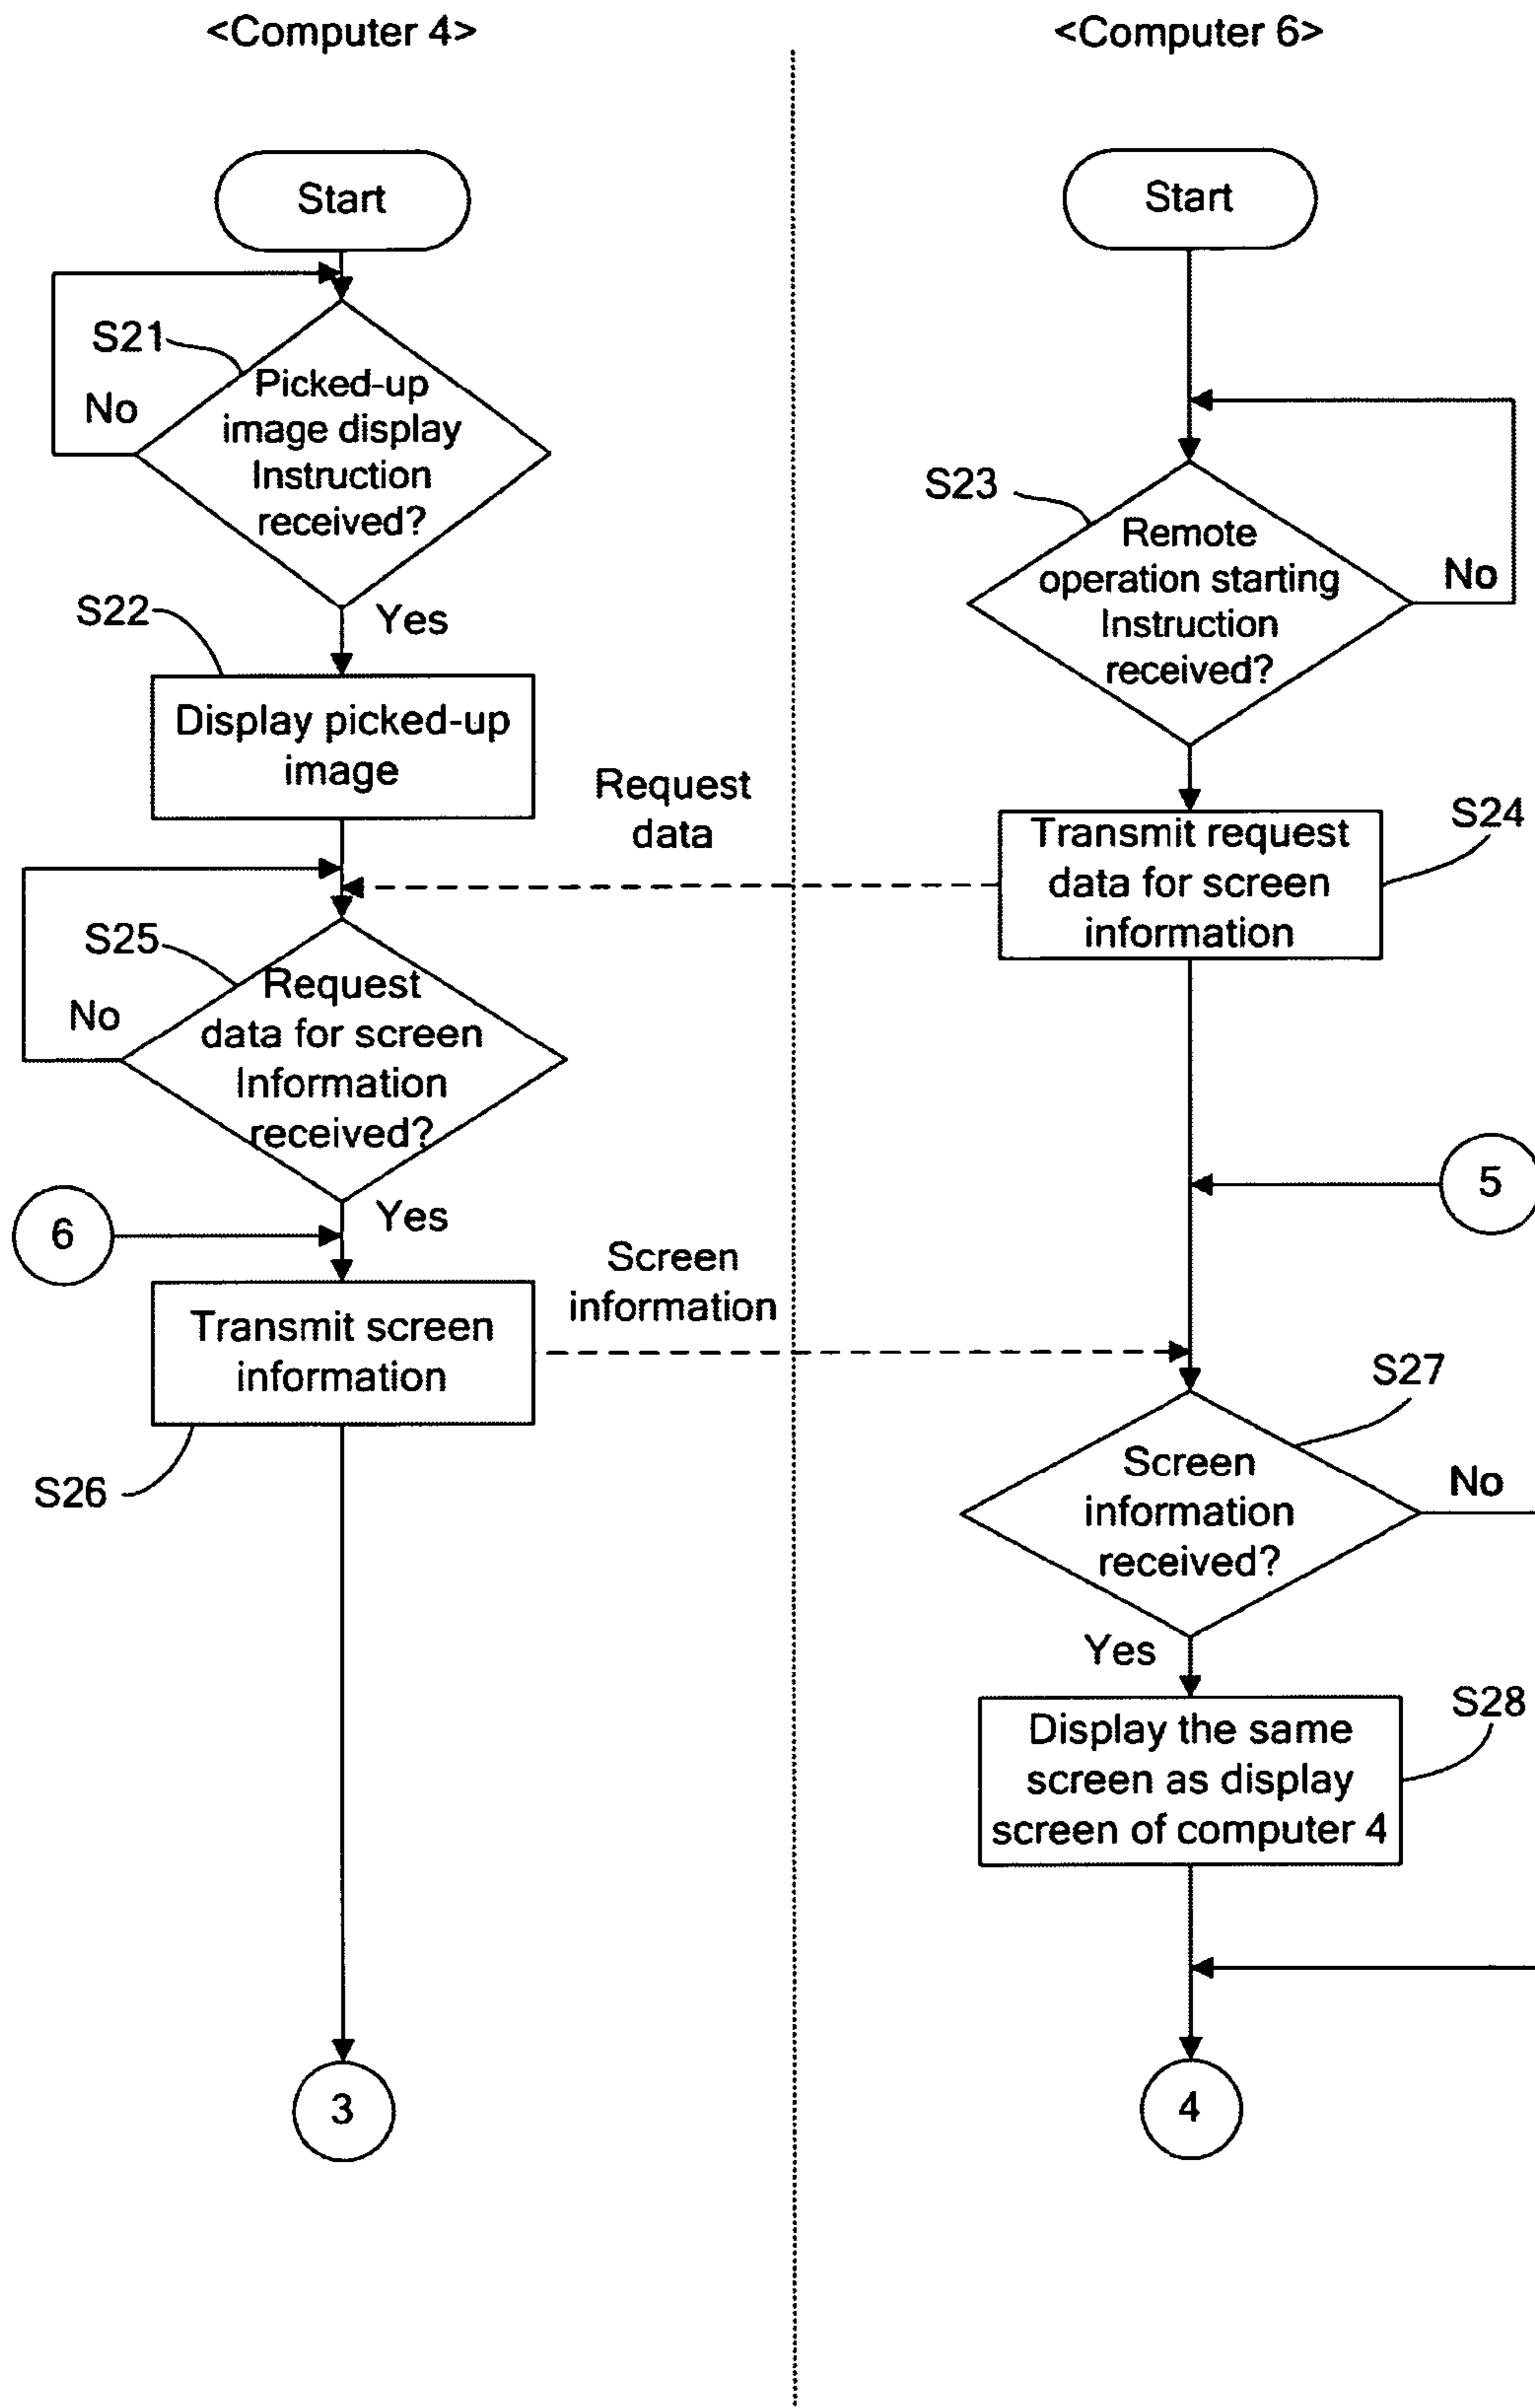 <Computer 4>
Start
S21
No
Picked-up
image display
Instruction
received?
S22
Yes
Display picked-up
image
Request
data
S25
No
Request
data for screen
Information
received?
6
Yes
Screen
information
Transmit screen
information
S26
3
<Computer 6>
Start
S23
Remote
operation starting
Instruction
received?
No
Transmit request
data for screen
information
S24
5
S27
Screen
information
received?
No
Yes
Display the same
screen as display
screen of computer 4
S28
4